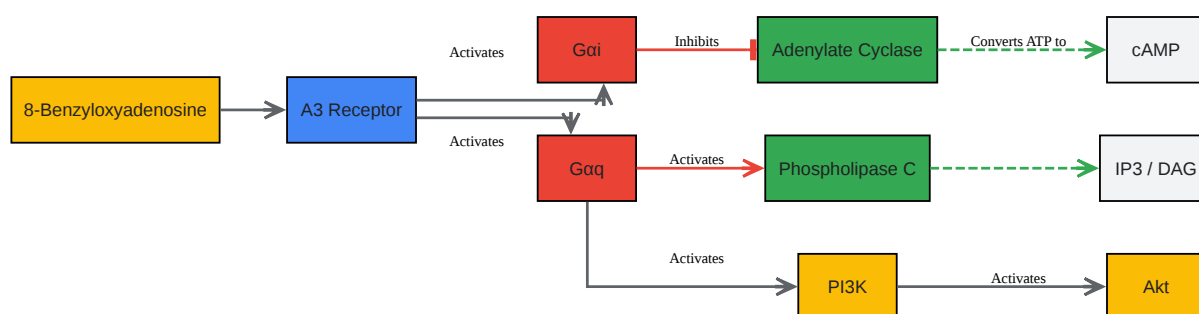 8-Benzyloxyadenosine
A3 Receptor
Activates
Activates
Gαi
Inhibits
Adenylate Cyclase
Converts ATP to
cAMP
Gαq
Activates
Phospholipase C
IP3 / DAG
Activates
PI3K
Activates
Akt